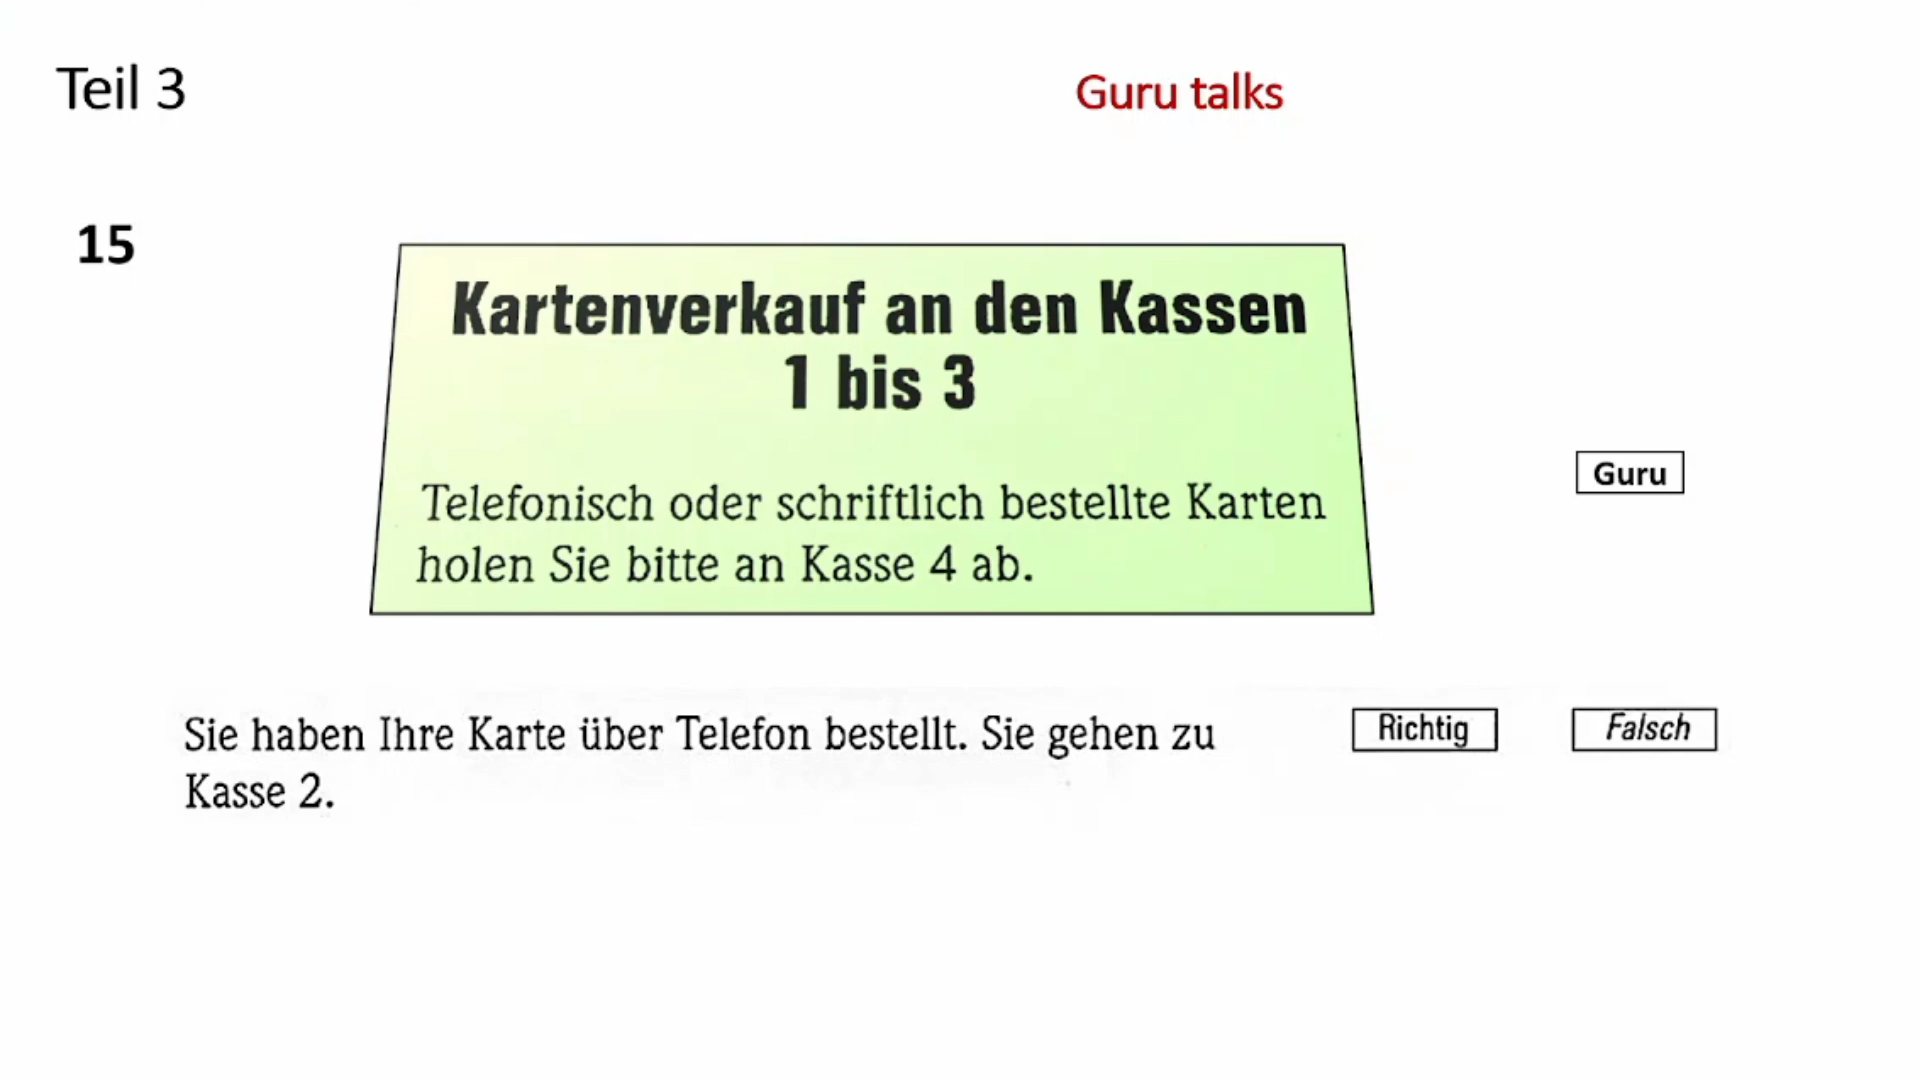 Teil 3
Guru talks
15
Kartenverkauf an den Kassen
1 bis 3
Telefonisch oder schriftlich bestellte Karten
holen Sie bitte an Kasse 4 ab.
Guru
Sie haben Ihre Karte über Telefon bestellt. Sie gehen zu
Kasse 2.
Richtig
Falsch